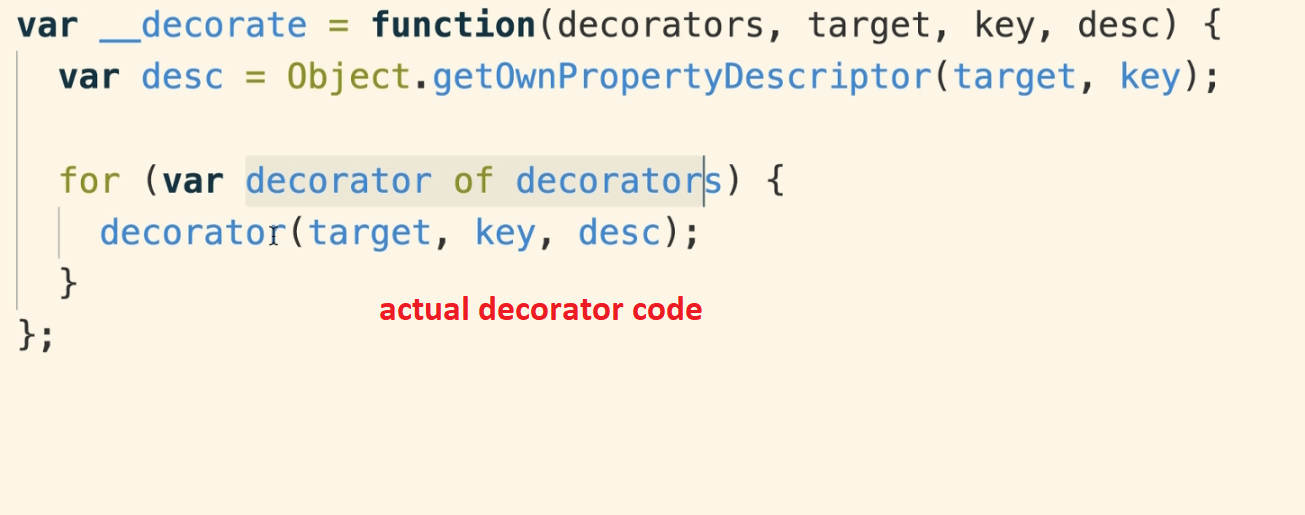 var __decorate = function(decorators, target, key, desc) {
var desc = Object.getOwnPropertyDescriptor(target, key);
for (var decorator of decorators) {
decorator(target, key, desc);
}
actual decorator code
};